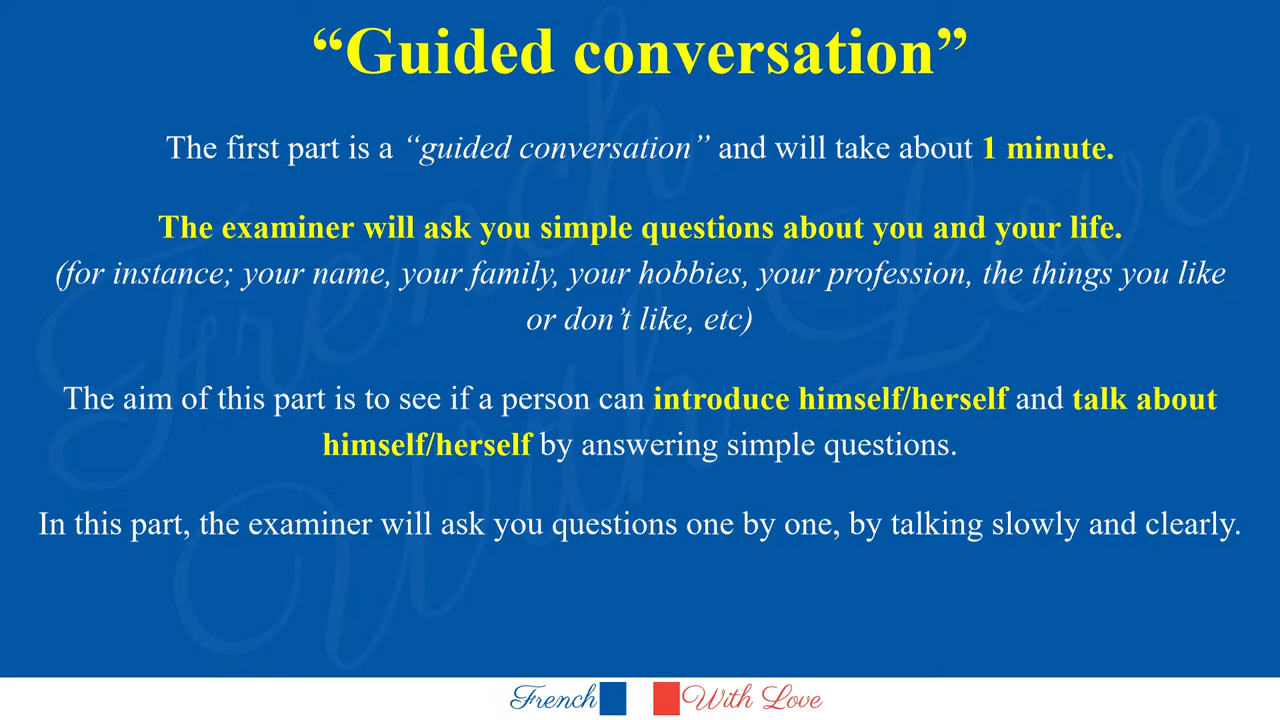 “Guided conversation”
The first part is a “guided conversation” and will take about 1 minute.
The examiner will ask you simple questions about you and your life.
(for instance; your name, your family, your hobbies, your profession, the things you like
or don’t like, etc)
The aim of this part is to see if a person can introduce himself/herself and talk about
himself/herself by answering simple questions.
In this part, the examiner will ask you questions one by one, by talking slowly and clearly.
French With Love